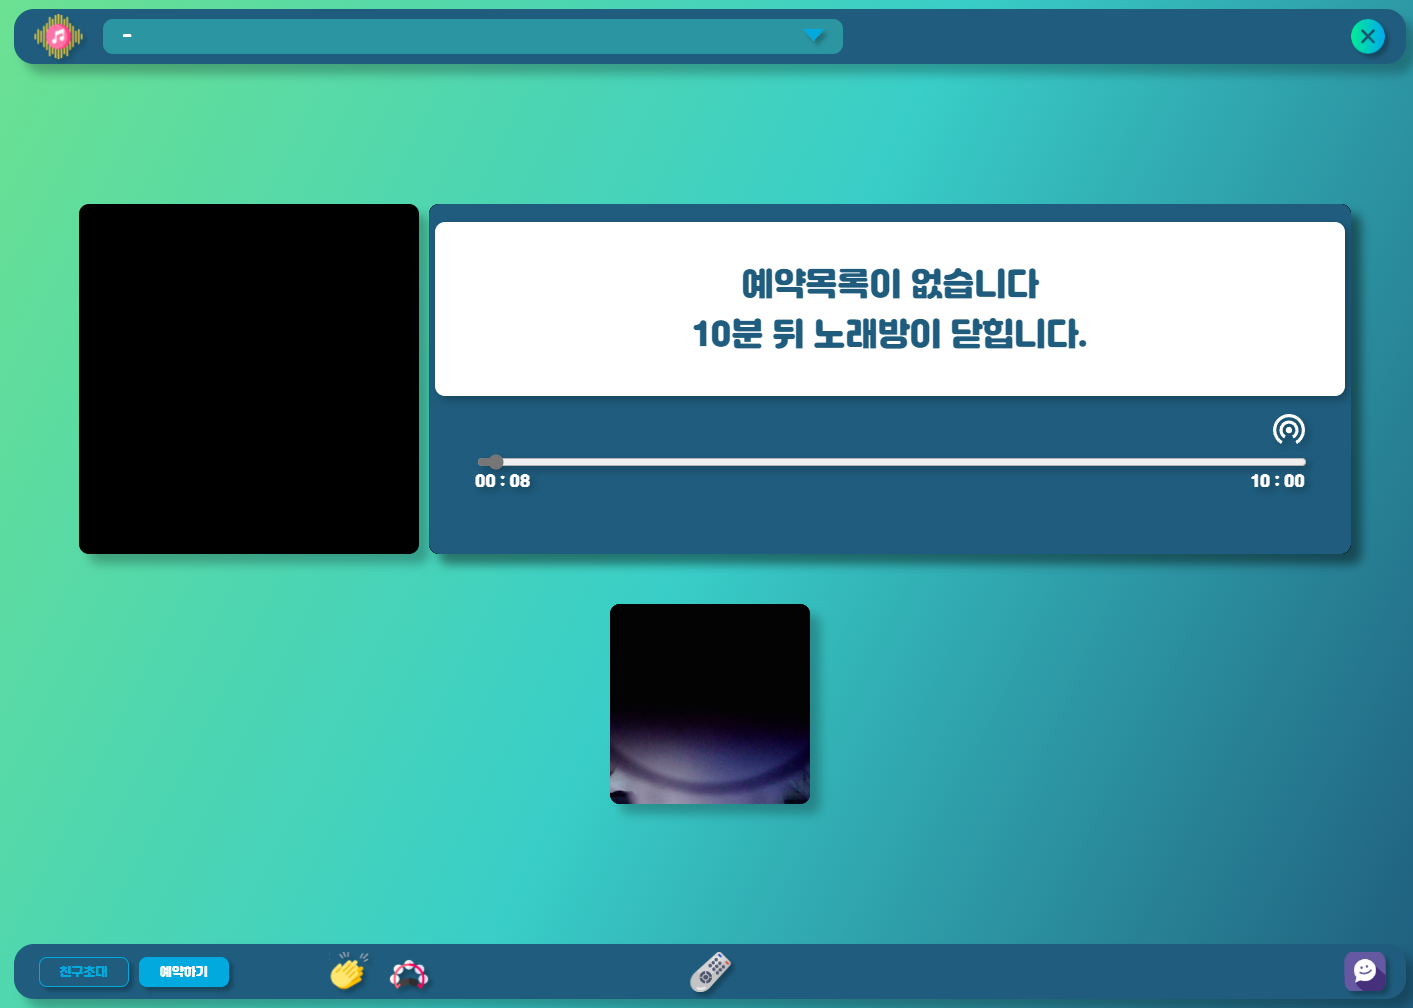 -
예약목록이 없습니다
10분 뒤 노래방이 닫힙니다.
00 : 08
10 : 00
친구초대
예약하기